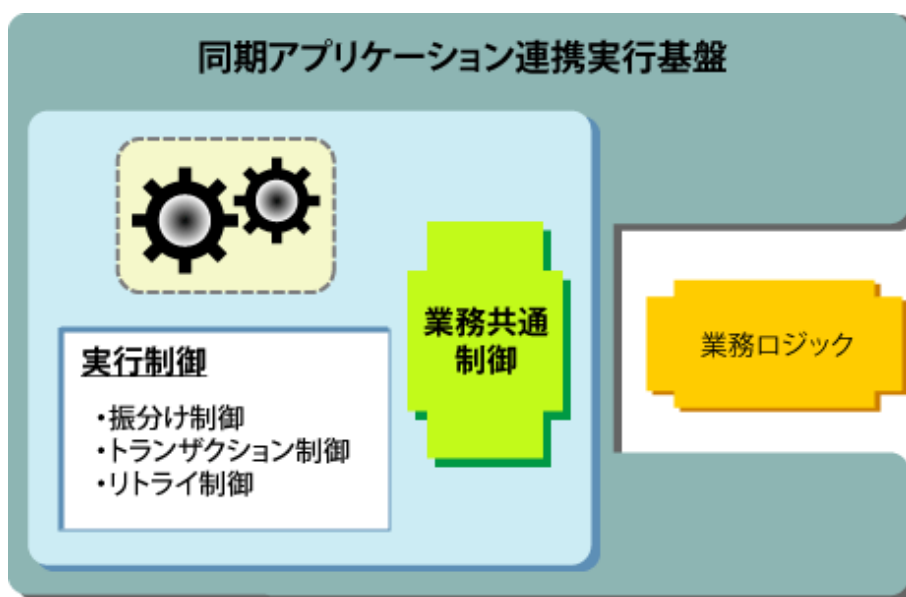 同期アプリケーション連携実行基盤
業務共通
制御
業務ロジック
実行制御
・振分け制御
・トランザクション制御
・リトライ制御